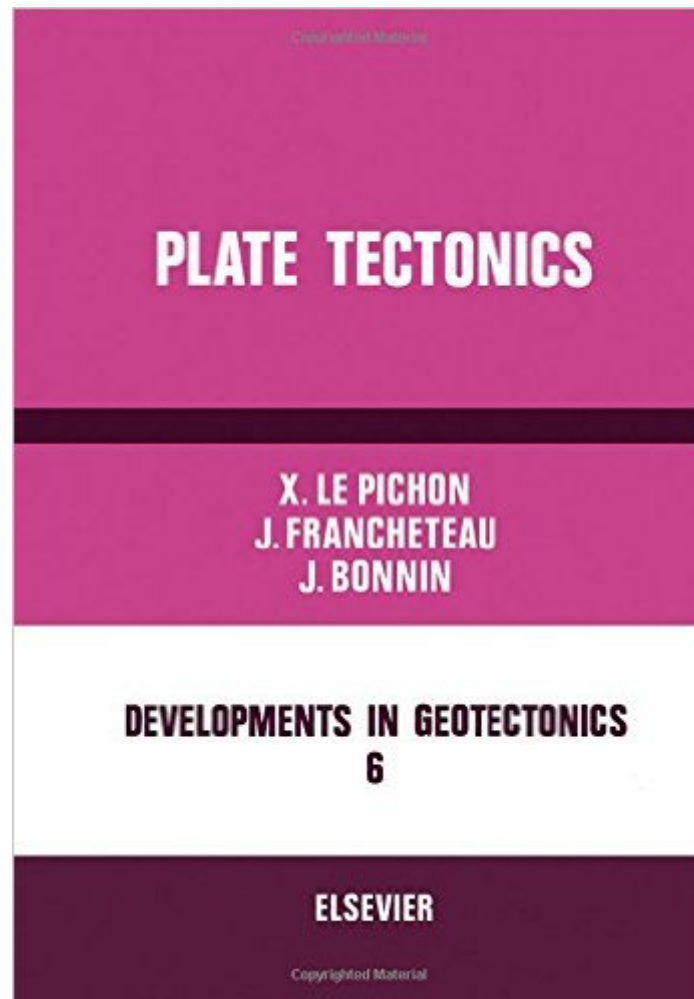 Copyrighted Material
PLATE TECTONICS
X. LE PICHON
J. FRANCHETEAU
J. BONNIN
DEVELOPMENTS IN GEOTECTONICS
6
ELSEVIER
Copyrighted Material